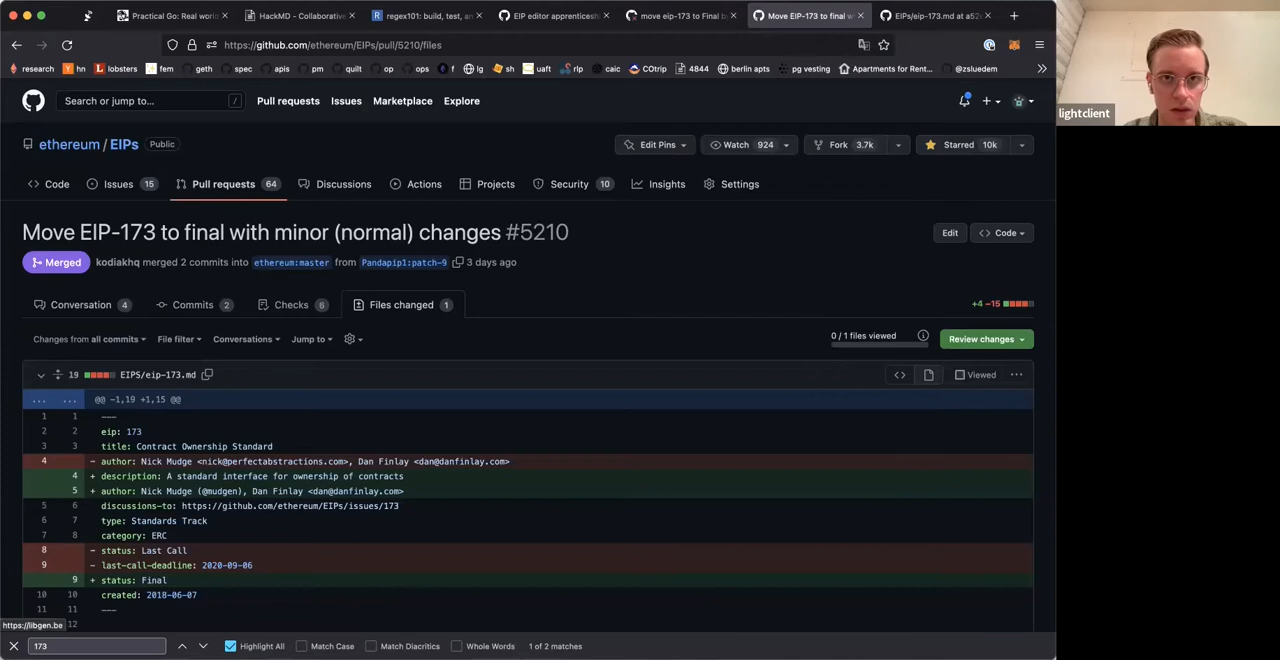 Practical Go: Real worl
HackMD - Collaborative
regex101: build, test, an
EIP editor apprenticeshi
move eip-173 to Final by
Move EIP-173 to final w
EIPs/eip-173.md at a52
https://github.com/ethereum/EIPs/pull/5210/files
research
hn
lobsters
fem
geth
spec
apis
pm
quilt
op
ops
f
lg
sh
uaft
rlp
caic
COtrip
4844
berlin apts
pg vesting
Apartments for Rent...
@zsluedem
lightclient
Search or jump to...
/
Pull requests
Issues
Marketplace
Explore
ethereum / EIPs
Public
Edit Pins
Watch 924
Fork 3.7k
Starred 10k
Code
Issues 15
Pull requests 64
Discussions
Actions
Projects
Security 10
Insights
Settings
Move EIP-173 to final with minor (normal) changes #5210
Edit
Code
Merged
kodiakhq merged 2 commits into ethereum:master from Pandapip1:patch-9 3 days ago
Conversation 4
Commits 2
Checks 6
Files changed 1
+4 −15
Changes from all commits
File filter
Conversations
Jump to
0 / 1 files viewed
Review changes
19
EIPS/eip-173.md
Viewed
@@ -1,19 +1,15 @@
1 1 ---
2 2 eip: 173
3 3 title: Contract Ownership Standard
4 - author: Nick Mudge <nick@perfectabstractions.com>, Dan Finlay <dan@danfinlay.com>
4 + description: A standard interface for ownership of contracts
5 + author: Nick Mudge (@mudgen), Dan Finlay <dan@danfinlay.com>
5 6 discussions-to: https://github.com/ethereum/EIPs/issues/173
6 7 type: Standards Track
7 8 category: ERC
8 - status: Last Call
9 - last-call-deadline: 2020-09-06
9 + status: Final
10 10 created: 2018-06-07
11 11 ---
https://libgen.be
12
173
Highlight All
Match Case
Match Diacritics
Whole Words
1 of 2 matches